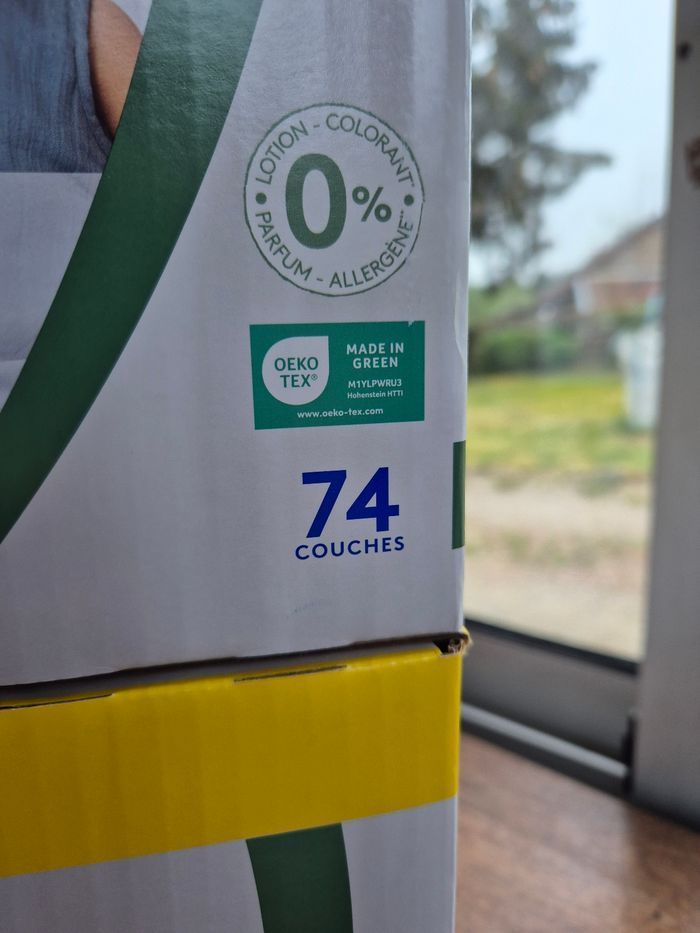 LOTION - COLORANT*
0%
PARFUM - ALLERGÈNE**
OEKO
TEX®
MADE IN
GREEN
M1YLPWRU3
Hohenstein HTTI
www.oeko-tex.com
74
COUCHES